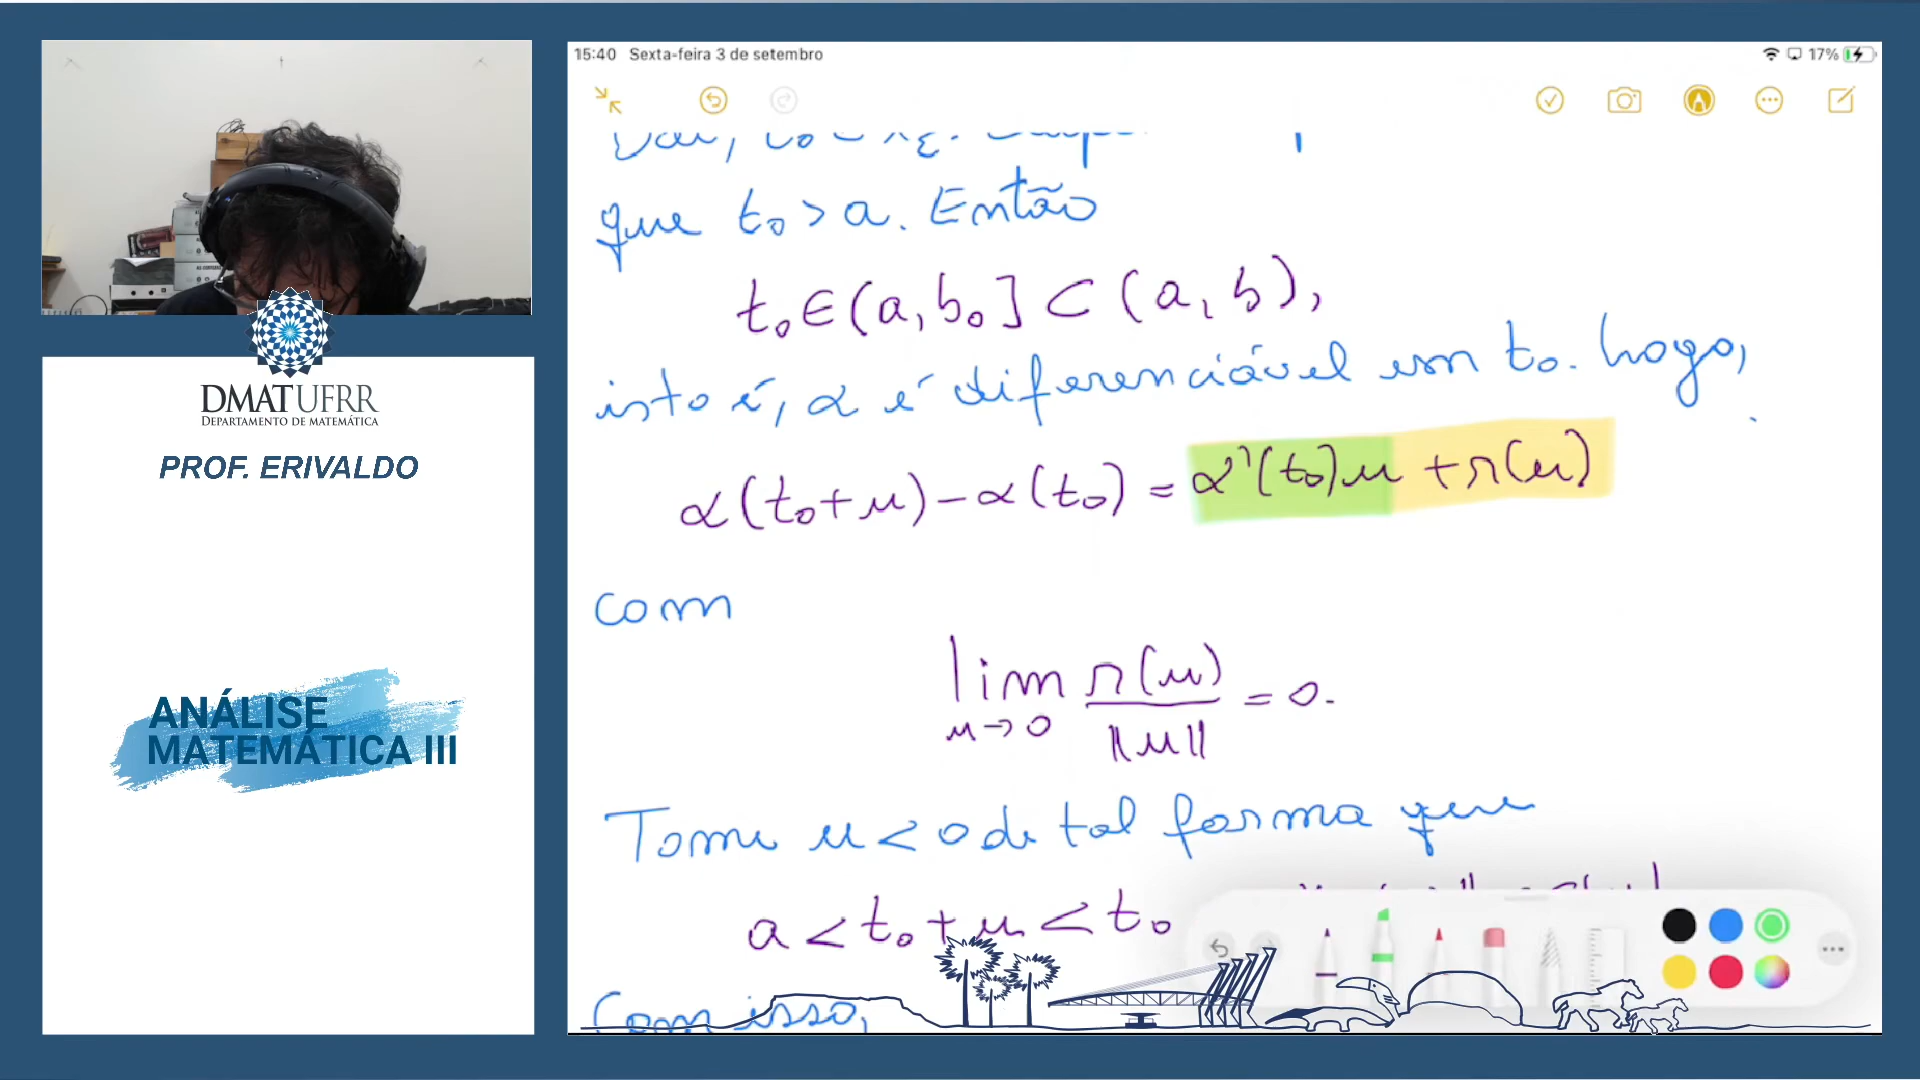 15:40 Sexta-feira 3 de setembro
17%
que t₀ > a. Então
t₀ ∈ (a, b₀] ⊂ (a, b),
isto é, α é diferenciável em t₀. Logo,
α(t₀+u) - α(t₀) = α'(t₀)u + r(u)
com
lim r(u)/‖u‖ = 0.
u→0
Tome u < 0 de tal forma que
a < t₀ + u < t₀
Com isso,
DMATUFRR
DEPARTAMENTO DE MATEMÁTICA
PROF. ERIVALDO
ANÁLISE
MATEMÁTICA III